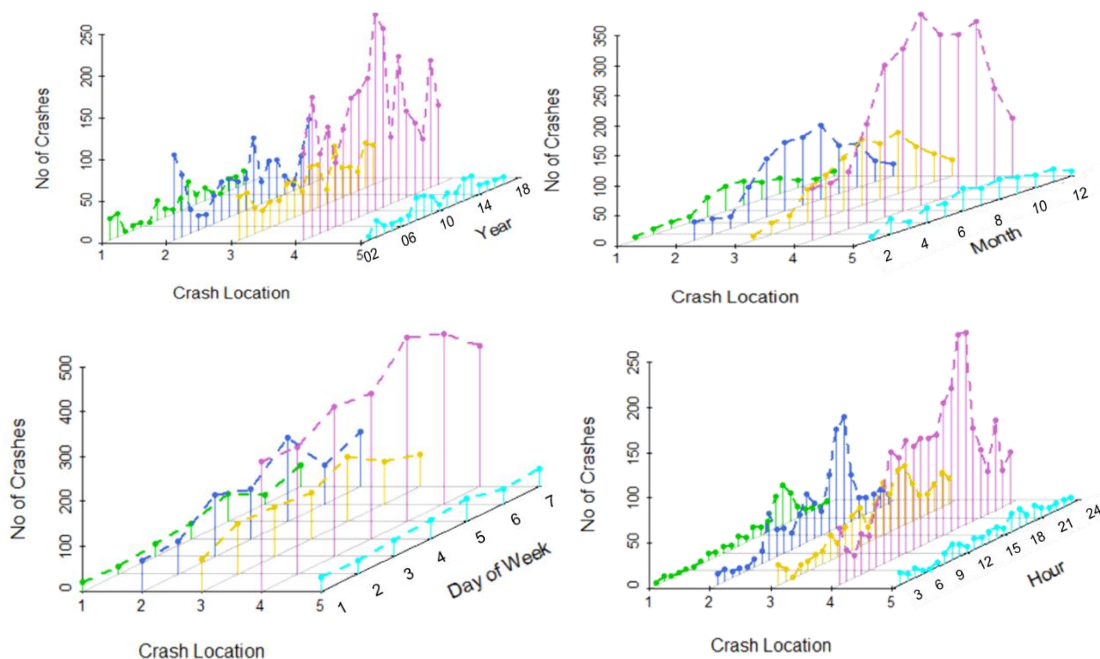 250
200
150
100
50
0
No of Crashes
1 2 3 4 5
02 06 10 14 18
Year
Crash Location
350
300
250
200
150
100
50
0
No of Crashes
1 2 3 4 5
2 4 6 8 10 12
Month
Crash Location
500
400
300
200
100
0
No of Crashes
1 2 3 4 5
1 2 3 4 5 6 7
Day of Week
Crash Location
250
200
150
100
50
0
No of Crashes
1 2 3 4 5
3 6 9 12 15 18 21 24
Hour
Crash Location